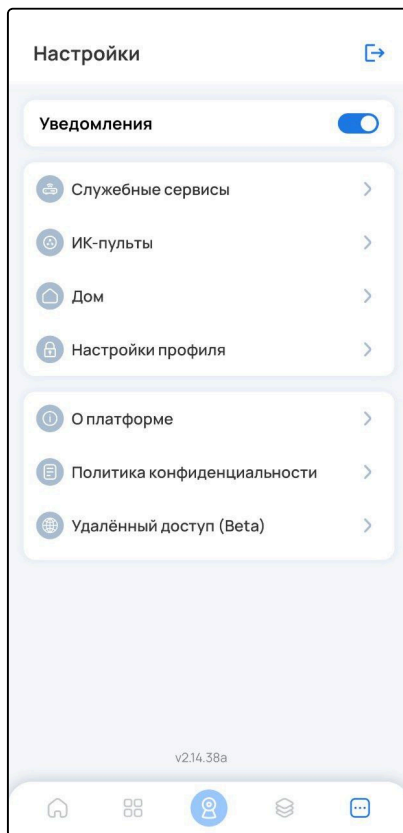 Настройки
Уведомления
Служебные сервисы
ИК-пульты
Дом
Настройки профиля
О платформе
Политика конфиденциальности
Удалённый доступ (Beta)
v2.14.38a